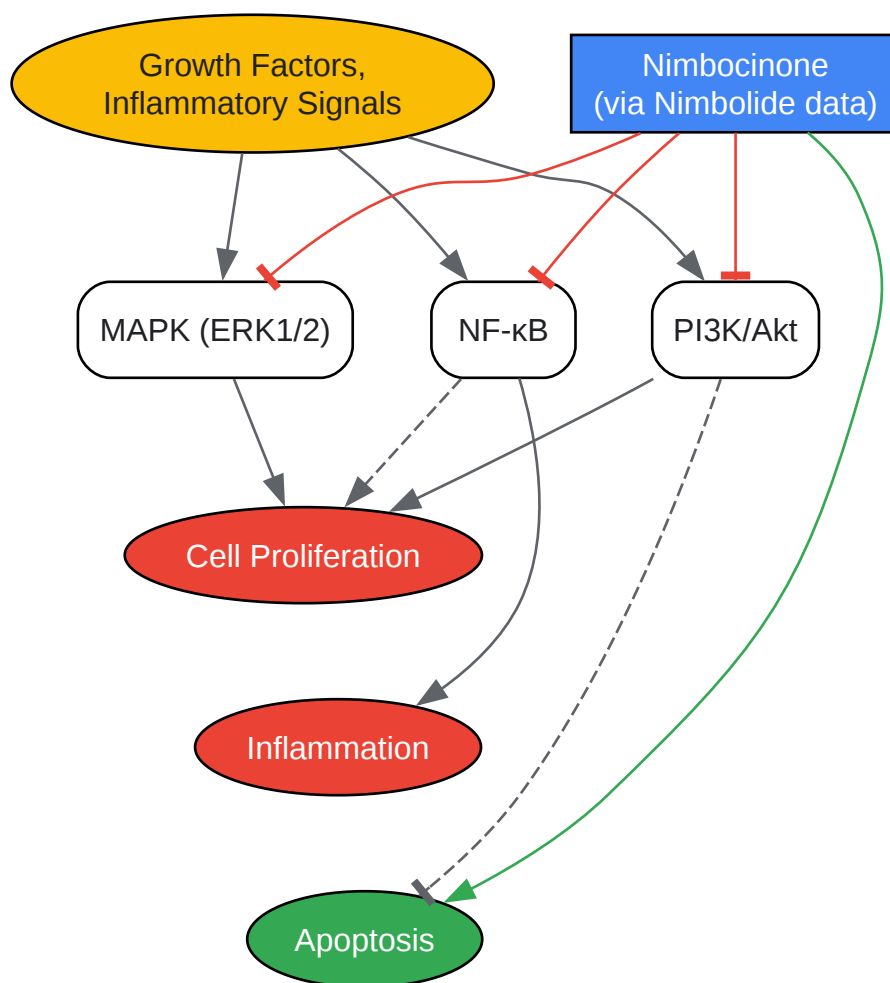 Growth Factors,
Inflammatory Signals
Nimbocinone
(via Nimbolide data)
MAPK (ERK1/2)
NF-κB
PI3K/Akt
Cell Proliferation
Inflammation
Apoptosis